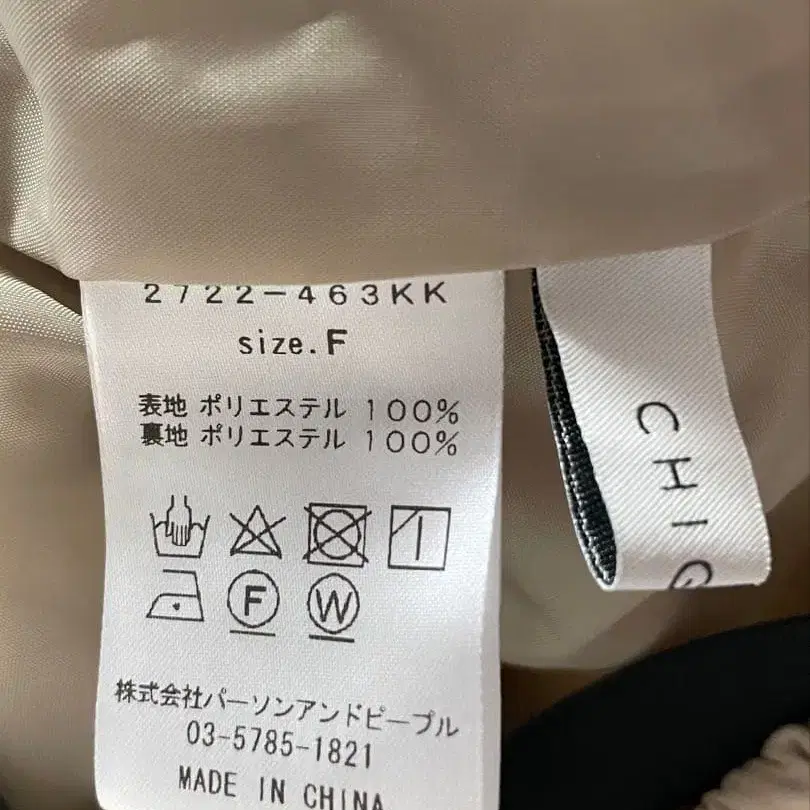 2722-463KK
size.F
表地 ポリエステル 100%
裏地 ポリエステル 100%
F
W
株式会社パーソンアンドピープル
03-5785-1821
MADE IN CHINA
CHIG